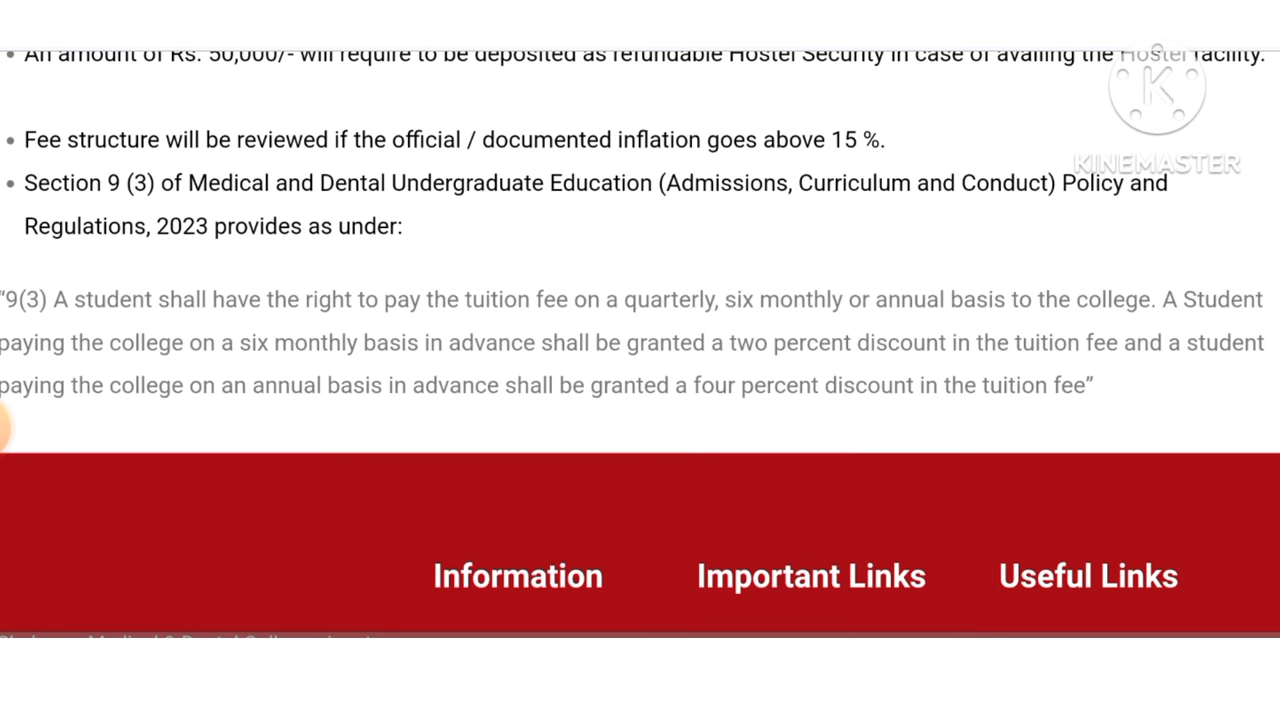 An amount of Rs. 50,000/- will require to be deposited as refundable Hostel Security in case of availing the Hostel facility.
K
KINEMASTER
Fee structure will be reviewed if the official / documented inflation goes above 15 %.
Section 9 (3) of Medical and Dental Undergraduate Education (Admissions, Curriculum and Conduct) Policy and
Regulations, 2023 provides as under:
“9(3) A student shall have the right to pay the tuition fee on a quarterly, six monthly or annual basis to the college. A Student
paying the college on a six monthly basis in advance shall be granted a two percent discount in the tuition fee and a student
paying the college on an annual basis in advance shall be granted a four percent discount in the tuition fee”
Information Important Links Useful Links